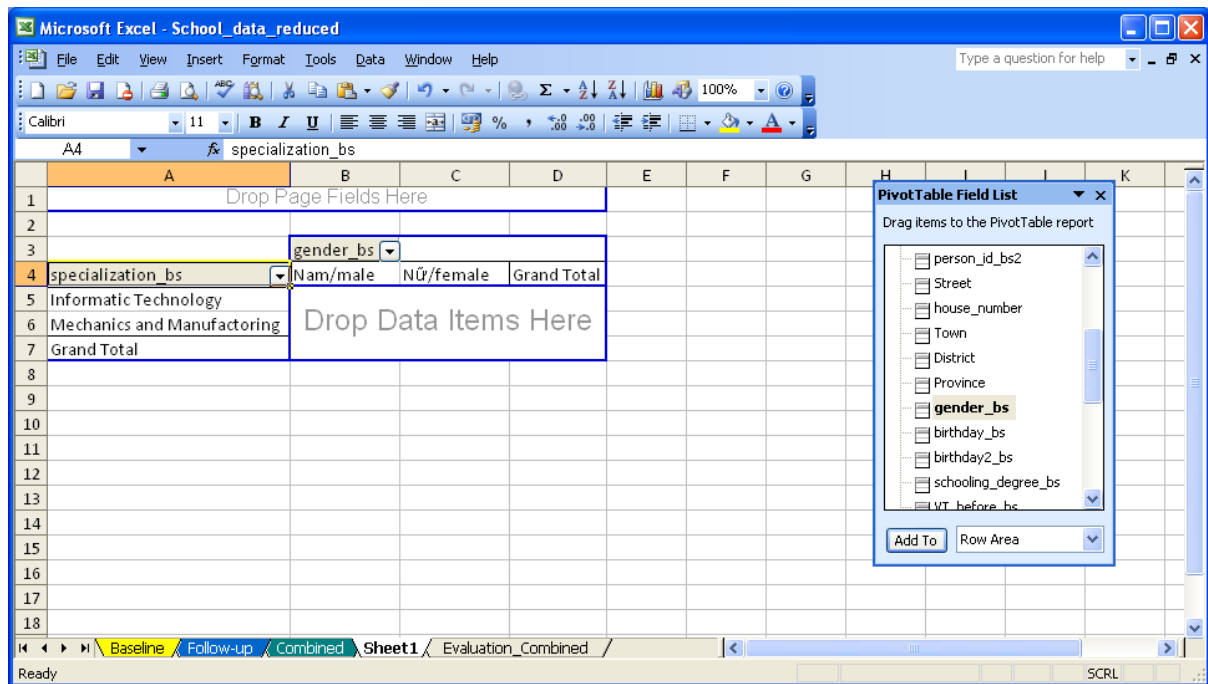 Microsoft Excel - School_data_reduced
File Edit View Insert Format Tools Data Window Help Type a question for help
100%
Calibri 11 B I U
A4 fx specialization_bs
A B C D E F G H I J K
1 Drop Page Fields Here
2
3 gender_bs
4 specialization_bs Nam/male Nữ/female Grand Total
5 Informatic Technology
6 Mechanics and Manufactoring
Drop Data Items Here
7 Grand Total
8
9
10
11
12
13
14
15
16
17
18
PivotTable Field List
Drag items to the PivotTable report
person_id_bs2
Street
house_number
Town
District
Province
gender_bs
birthday_bs
birthday2_bs
schooling_degree_bs
VT_before_bs
Add To Row Area
Baseline Follow-up Combined Sheet1 Evaluation_Combined
Ready SCRL